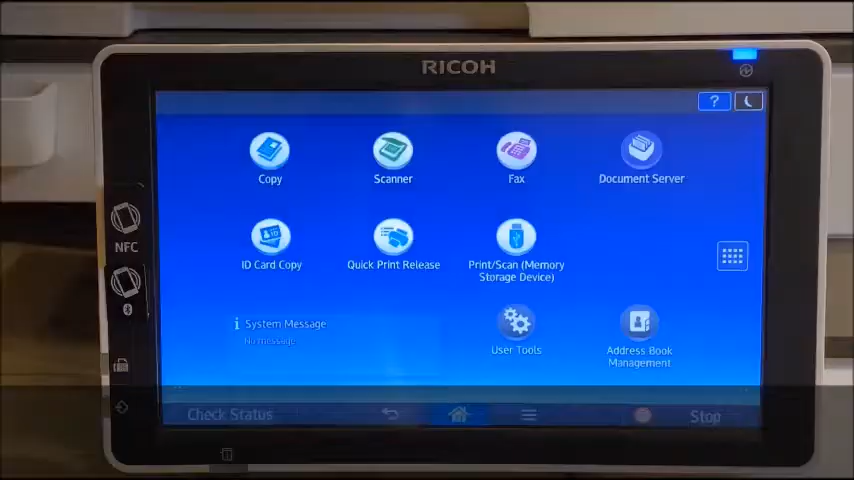 RICOH
?
Copy
Scanner
Fax
Document Server
NFC
ID Card Copy
Quick Print Release
Print/Scan (Memory
Storage Device)
i System Message
No message
User Tools
Address Book
Management
Check Status
Stop